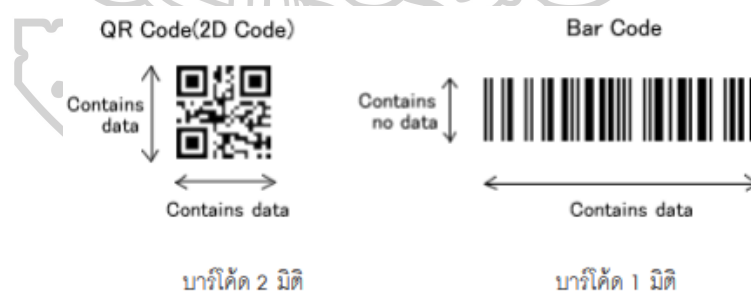 QR Code(2D Code)
Contains
data
Contains data
บาร์โค้ด 2 มิติ
Bar Code
Contains
no data
Contains data
บาร์โค้ด 1 มิติ